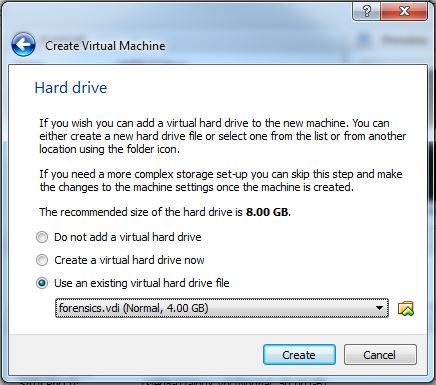 Create Virtual Machine
Hard drive
If you wish you can add a virtual hard drive to the new machine. You can
either create a new hard drive file or select one from the list or from another
location using the folder icon.
If you need a more complex storage set-up you can skip this step and make
the changes to the machine settings once the machine is created.
The recommended size of the hard drive is 8.00 GB.
Do not add a virtual hard drive
Create a virtual hard drive now
Use an existing virtual hard drive file
forensics.vdi (Normal, 4.00 GB)
Create
Cancel